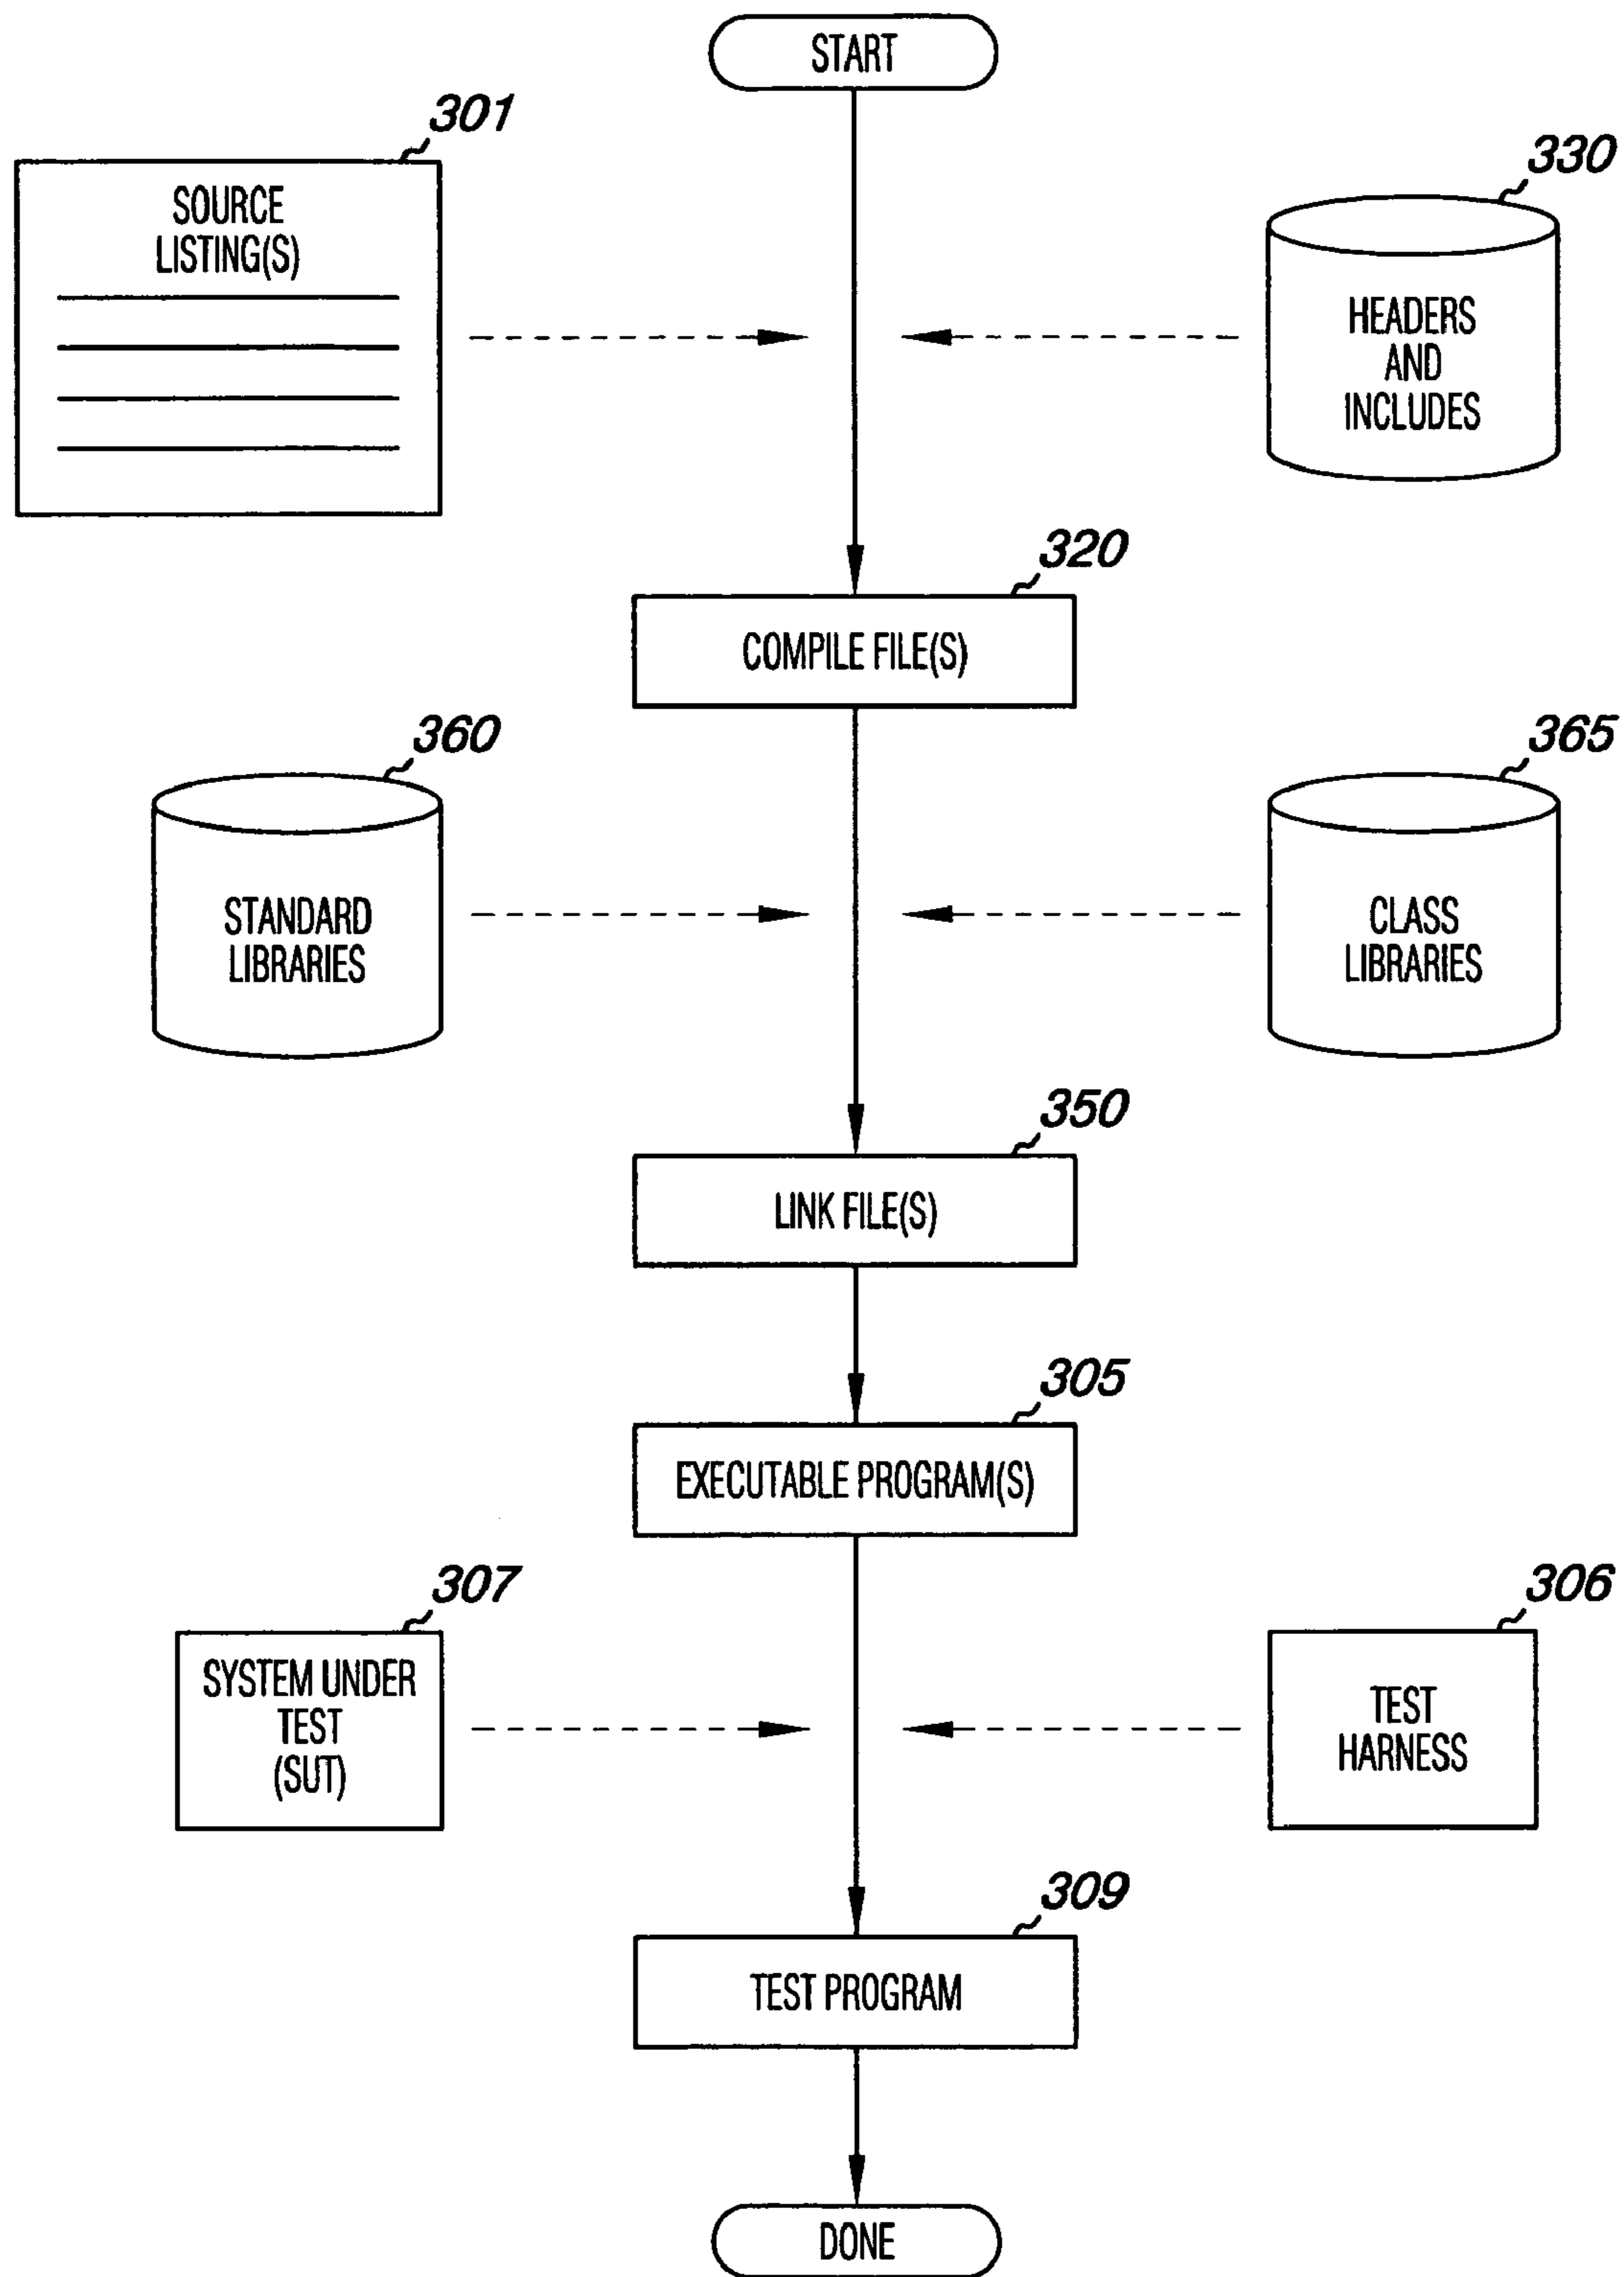 START
301
SOURCE
LISTING(S)
330
HEADERS
AND
INCLUDES
320
COMPILE FILE(S)
360
STANDARD
LIBRARIES
365
CLASS
LIBRARIES
350
LINK FILE(S)
305
EXECUTABLE PROGRAM(S)
307
SYSTEM UNDER
TEST
(SUT)
306
TEST
HARNESS
309
TEST PROGRAM
DONE